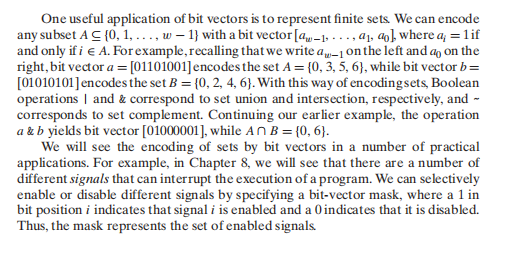 One useful application of bit vectors is to represent finite sets. We can encode
any subset A ⊆ {0, 1, . . . , w − 1} with a bit vector [a_{w−1}, . . . , a_1, a_0], where a_i = 1 if
and only if i ∈ A. For example, recalling that we write a_{w−1} on the left and a_0 on the
right, bit vector a = [01101001] encodes the set A = {0, 3, 5, 6}, while bit vector b =
[01010101] encodes the set B = {0, 2, 4, 6}. With this way of encoding sets, Boolean
operations | and & correspond to set union and intersection, respectively, and ~
corresponds to set complement. Continuing our earlier example, the operation
a & b yields bit vector [01000001], while A ∩ B = {0, 6}.
We will see the encoding of sets by bit vectors in a number of practical
applications. For example, in Chapter 8, we will see that there are a number of
different signals that can interrupt the execution of a program. We can selectively
enable or disable different signals by specifying a bit-vector mask, where a 1 in
bit position i indicates that signal i is enabled and a 0 indicates that it is disabled.
Thus, the mask represents the set of enabled signals.